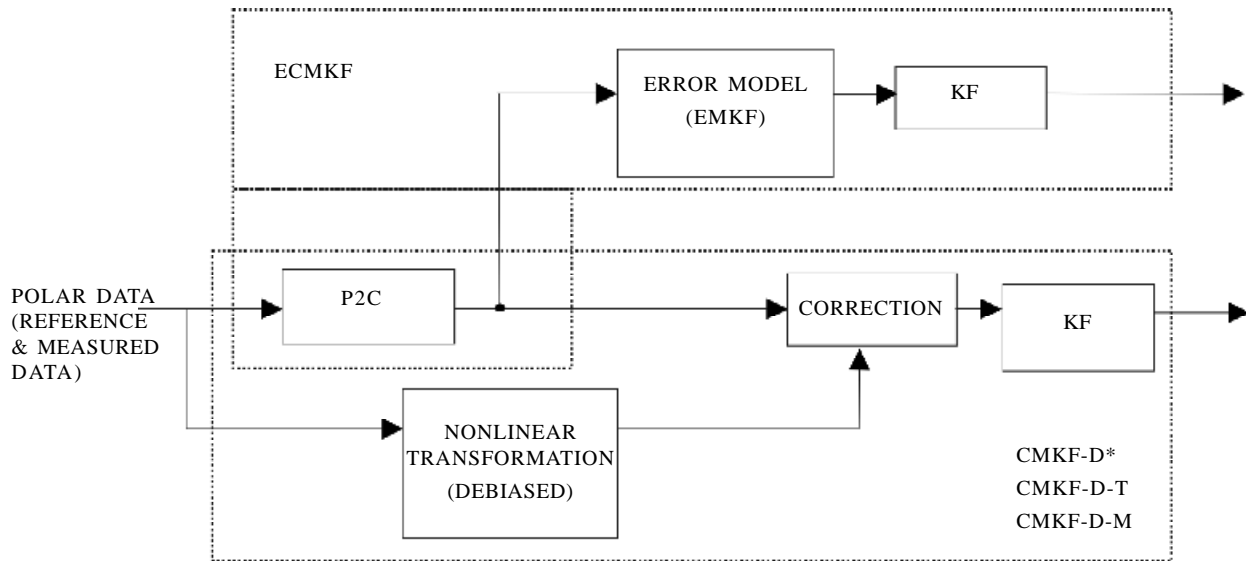 ECMKF
ERROR MODEL
(EMKF)
KF
POLAR DATA
(REFERENCE
& MEASURED
DATA)
P2C
CORRECTION
KF
NONLINEAR
TRANSFORMATION
(DEBIASED)
CMKF-D*
CMKF-D-T
CMKF-D-M